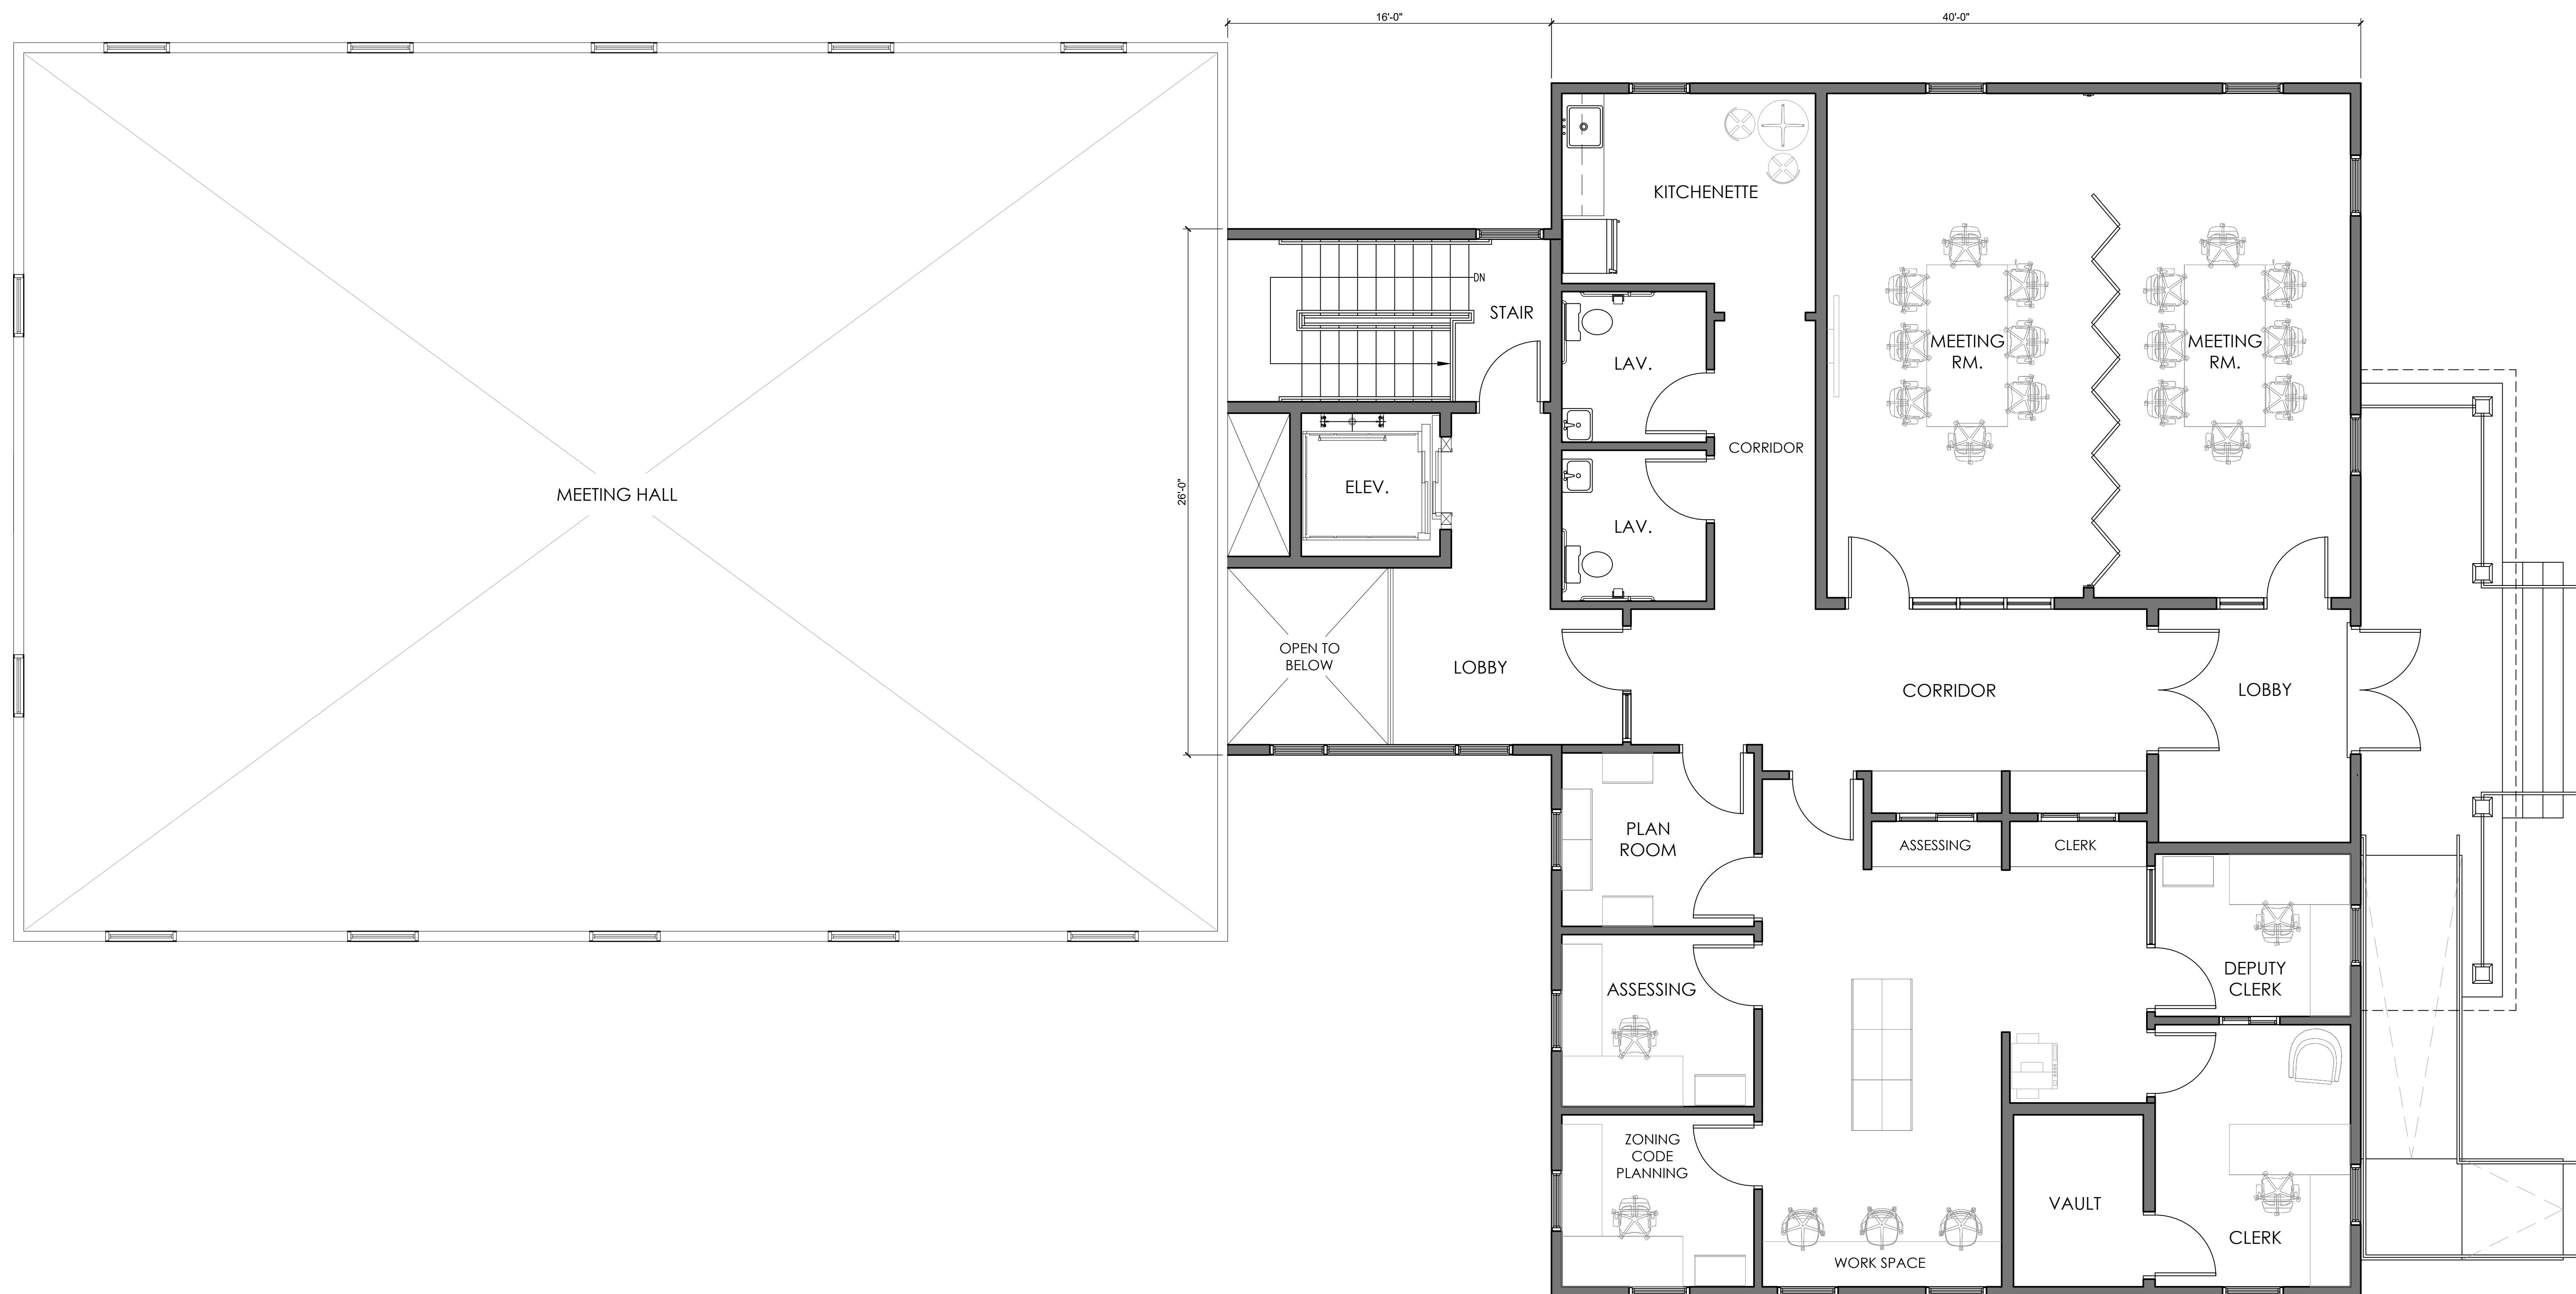 16'-0"
40'-0"
KITCHENETTE
DN
STAIR
MEETING
RM.
MEETING
RM.
LAV.
CORRIDOR
MEETING HALL
ELEV.
26'-0"
LAV.
OPEN TO
BELOW
LOBBY
CORRIDOR
LOBBY
PLAN
ROOM
ASSESSING
CLERK
DEPUTY
CLERK
ASSESSING
ZONING
CODE
PLANNING
VAULT
CLERK
WORK SPACE